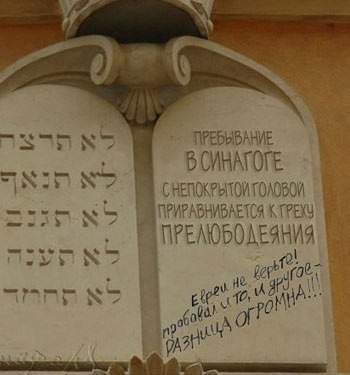 לא תרצח
לא תנאף
לא תגנב
לא תענה
לא תחמד
ПРЕБЫВАНИЕ
В СИНАГОГЕ
С НЕПОКРЫТОЙ ГОЛОВОЙ
ПРИРАВНИВАЕТСЯ К ГРЕХУ
ПРЕЛЮБОДЕЯНИЯ
Евреи не верьте!
пробовал и то, и другое-
РАЗНИЦА ОГРОМНА!!!